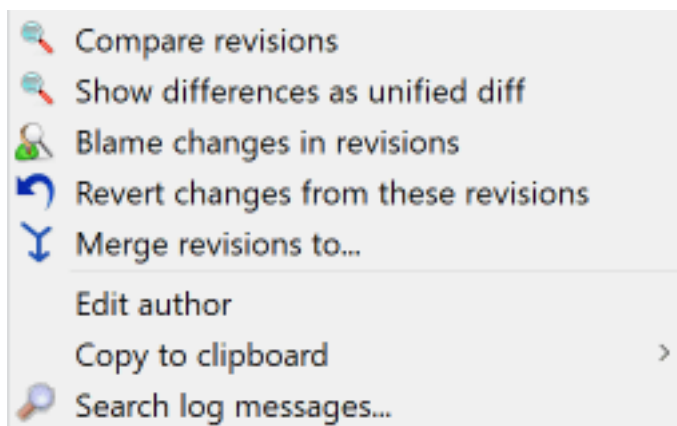 Compare revisions
Show differences as unified diff
Blame changes in revisions
Revert changes from these revisions
Merge revisions to...
Edit author
Copy to clipboard
Search log messages...